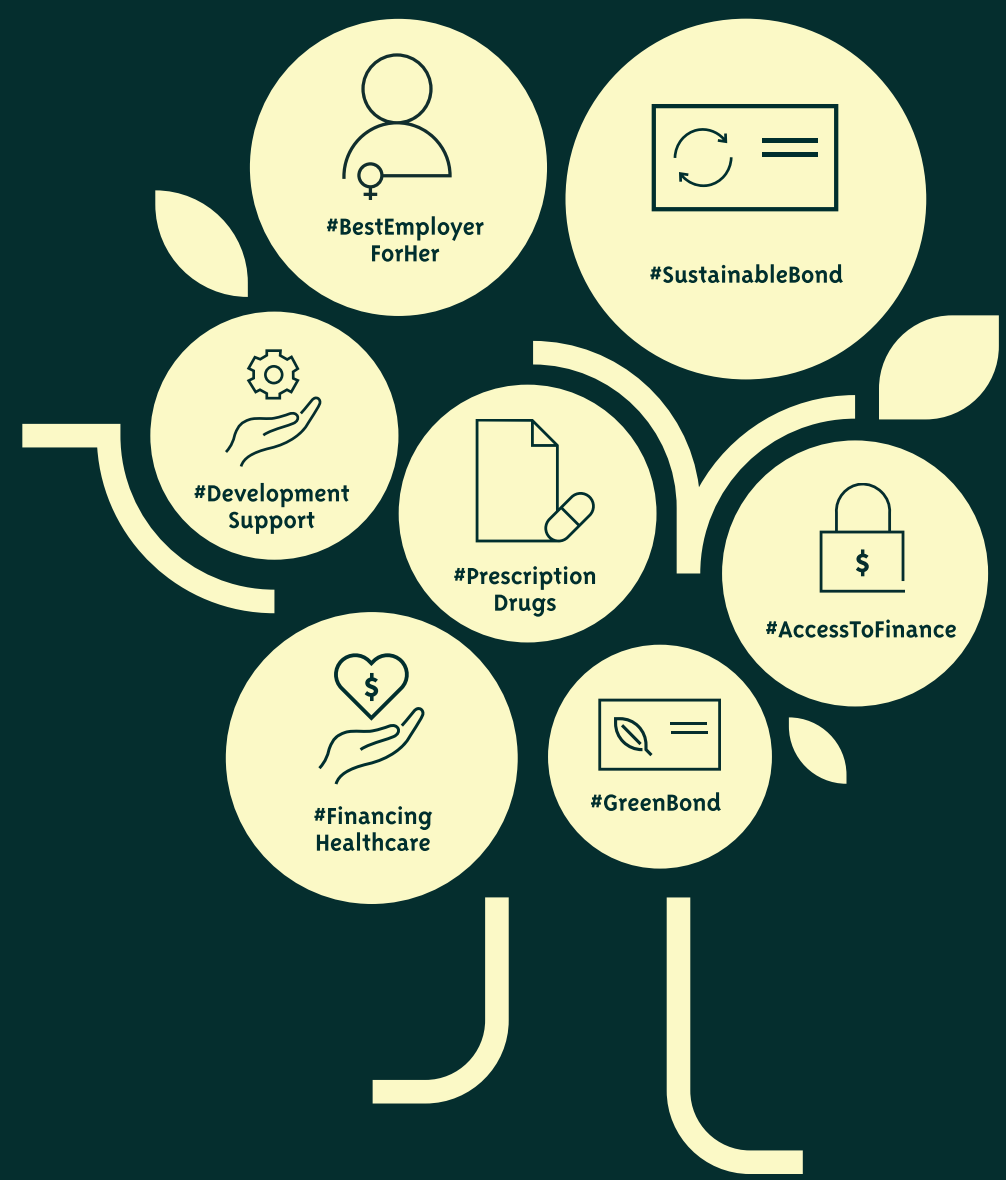 #BestEmployer
ForHer
#SustainableBond
#Development
Support
$
#Prescription
Drugs
$
#AccessToFinance
#Financing
Healthcare
#GreenBond